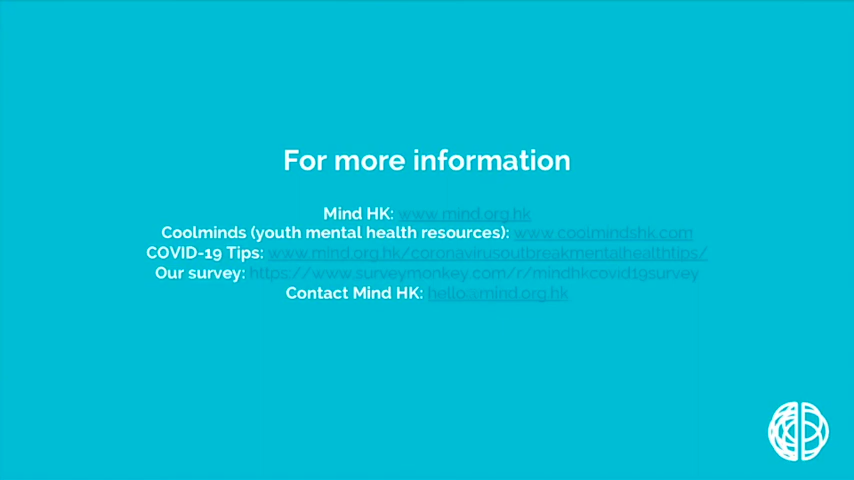 For more information
Mind HK: www.mind.org.hk
Coolminds (youth mental health resources): www.coolmindshk.com
COVID-19 Tips: www.mind.org.hk/coronavirusoutbreakmentalhealthtips/
Our survey: https://www.surveymonkey.com/r/mindhkcovid19survey
Contact Mind HK: hello@mind.org.hk